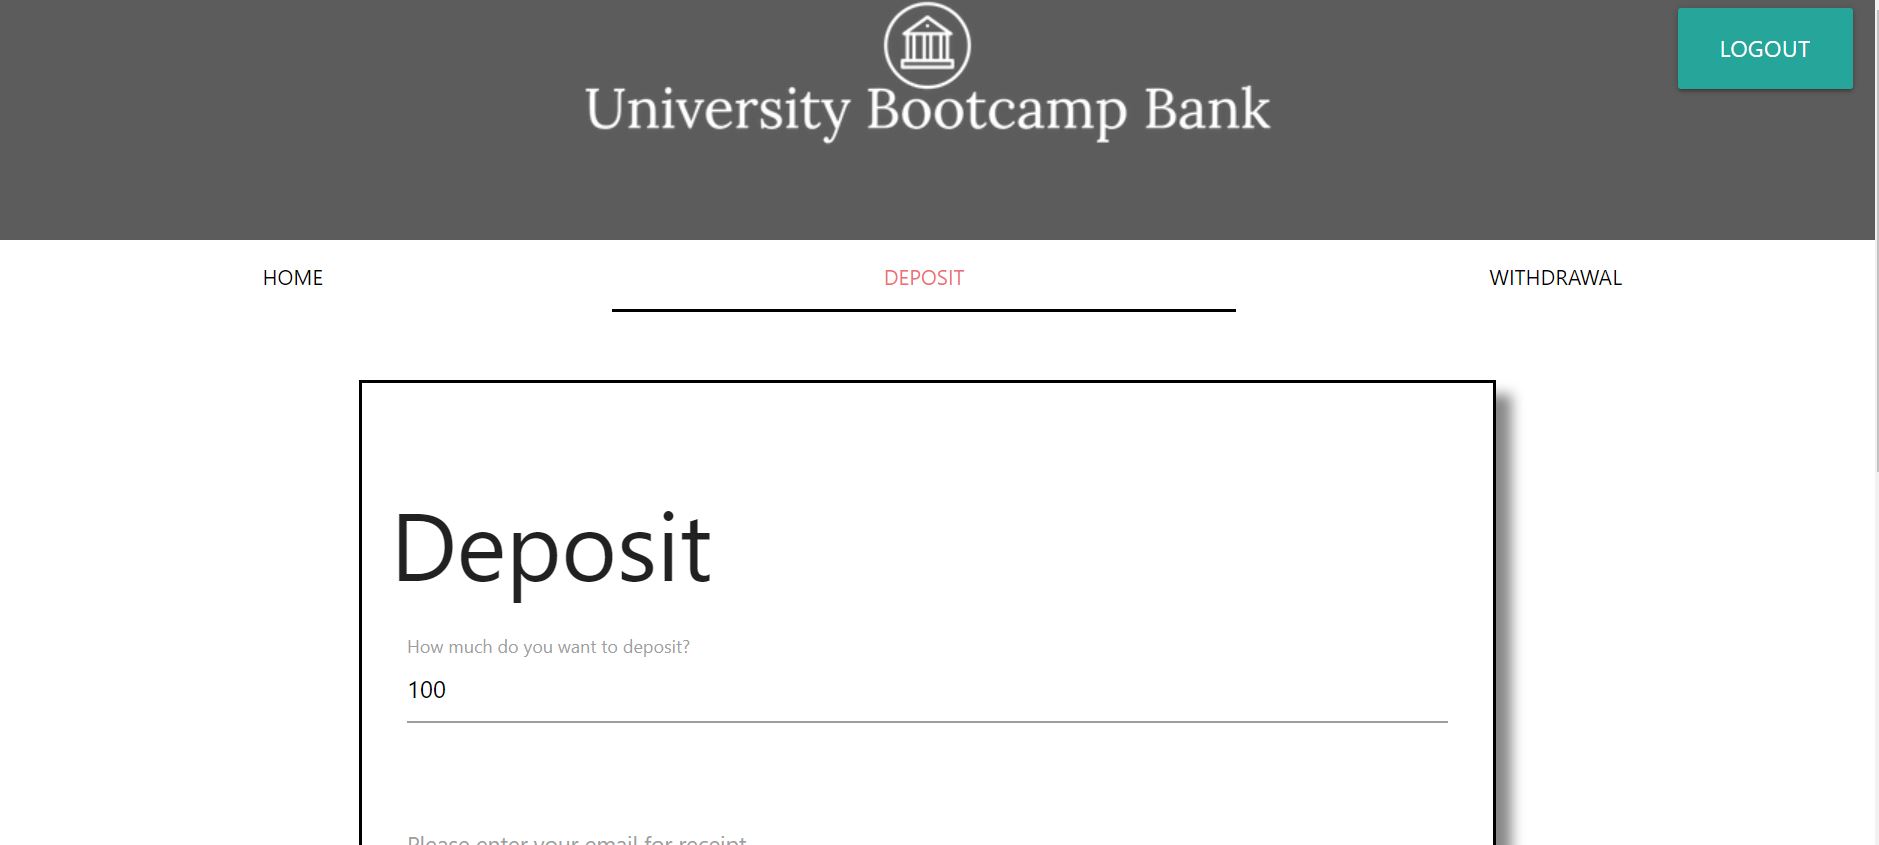 LOGOUT
University Bootcamp Bank
HOME
DEPOSIT
WITHDRAWAL
Deposit
How much do you want to deposit?
100
Please enter your email for receipt